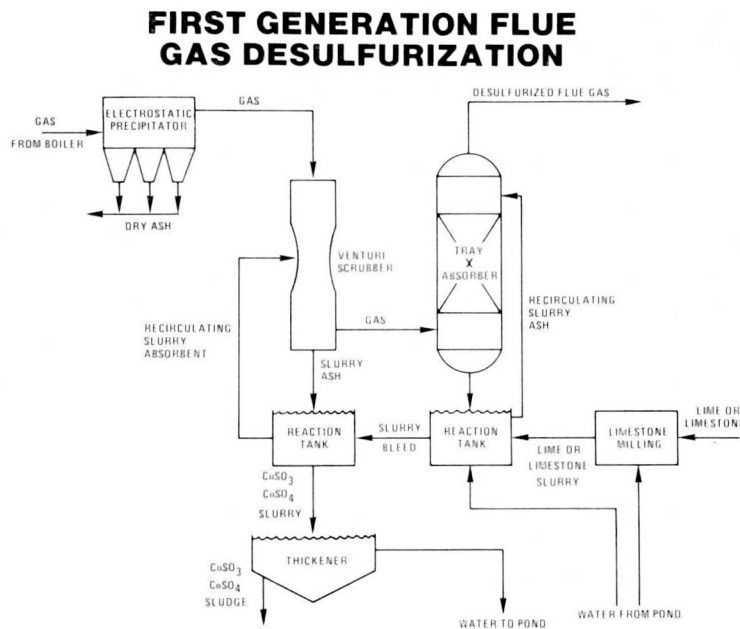 FIRST GENERATION FLUE
GAS DESULFURIZATION
DESULFURIZED FLUE GAS
GAS
ELECTROSTATIC
PRECIPITATOR
GAS
FROM BOILER
DRY ASH
VENTURI
SCRUBBER
TRAY
X
ABSORBER
RECIRCULATING
SLURRY
ASH
GAS
RECIRCULATING
SLURRY
ABSORBENT
SLURRY
ASH
LIME OR
LIMESTONE
REACTION
TANK
SLURRY
BLEED
REACTION
TANK
LIME OR
LIMESTONE
SLURRY
LIMESTONE
MILLING
CaSO3
CaSO4
SLURRY
THICKENER
CaSO3
CaSO4
SLUDGE
WATER TO POND
WATER FROM POND